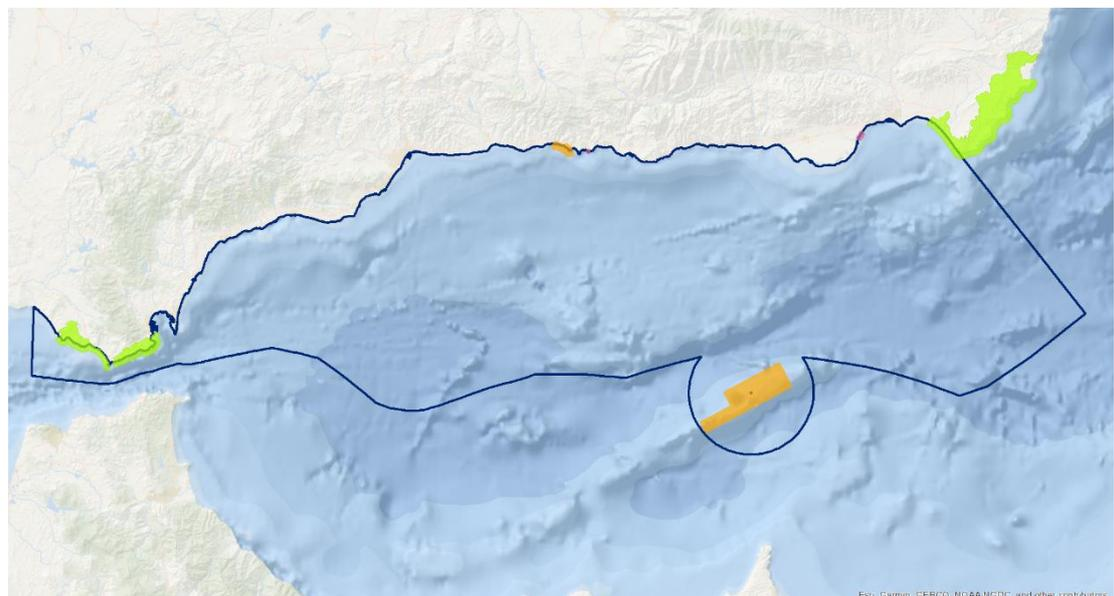 Esri, Garmin, GEBCO, NOAA NGDC, and other contributors